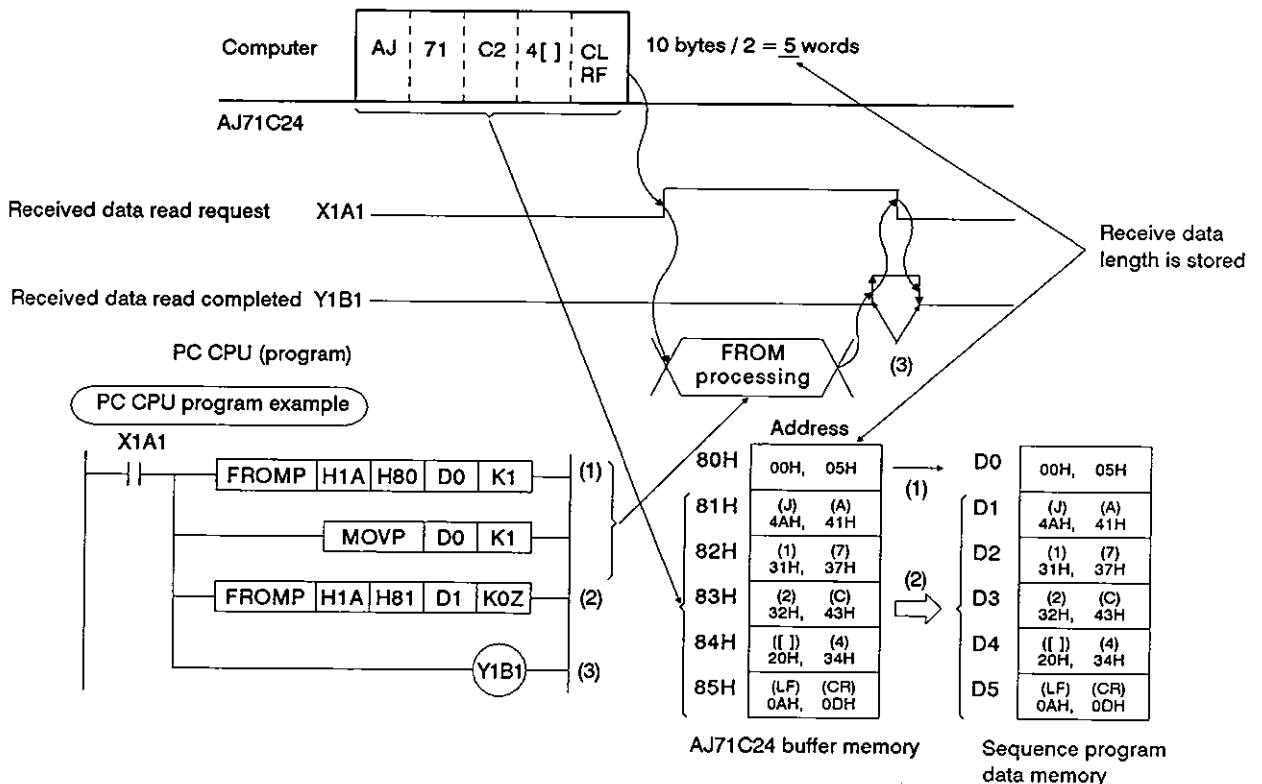 Computer
AJ 71 C2 4[ ] CL
RF
10 bytes / 2 = 5 words
AJ71C24
Received data read request X1A1
Receive data
length is stored
Received data read completed Y1B1
PC CPU (program)
FROM
processing
(3)
PC CPU program example
X1A1
FROMP H1A H80 D0 K1 (1)
MOVP D0 K1
FROMP H1A H81 D1 K0Z (2)
Y1B1 (3)
Address
80H 00H, 05H
(1)
D0 00H, 05H
81H (J) (A)
4AH, 41H
D1 (J) (A)
4AH, 41H
82H (1) (7)
31H, 37H
D2 (1) (7)
31H, 37H
(2)
83H (2) (C)
32H, 43H
D3 (2) (C)
32H, 43H
84H ([ ]) (4)
20H, 34H
D4 ([ ]) (4)
20H, 34H
85H (LF) (CR)
0AH, 0DH
D5 (LF) (CR)
0AH, 0DH
AJ71C24 buffer memory
Sequence program
data memory